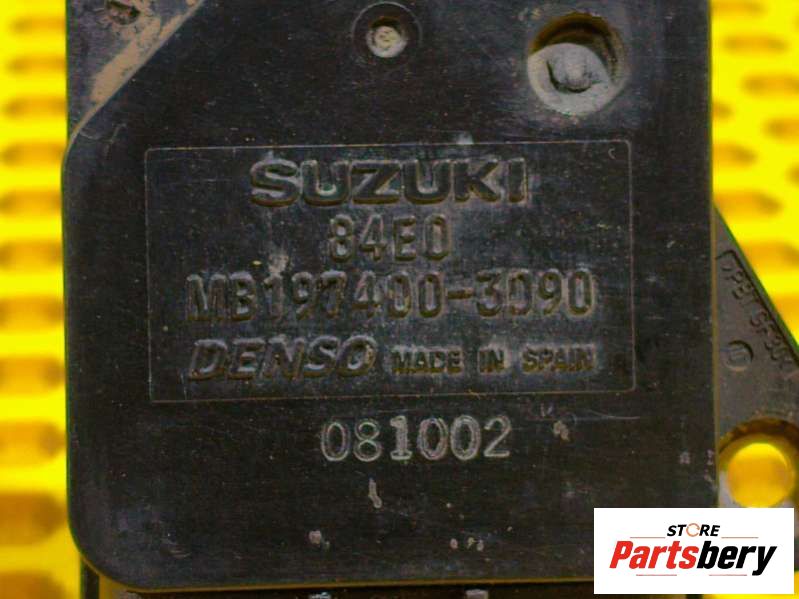 SUZUKI
84E0
MB197400-3090
DENSO MADE IN SPAIN
081002
STORE
Partsbery